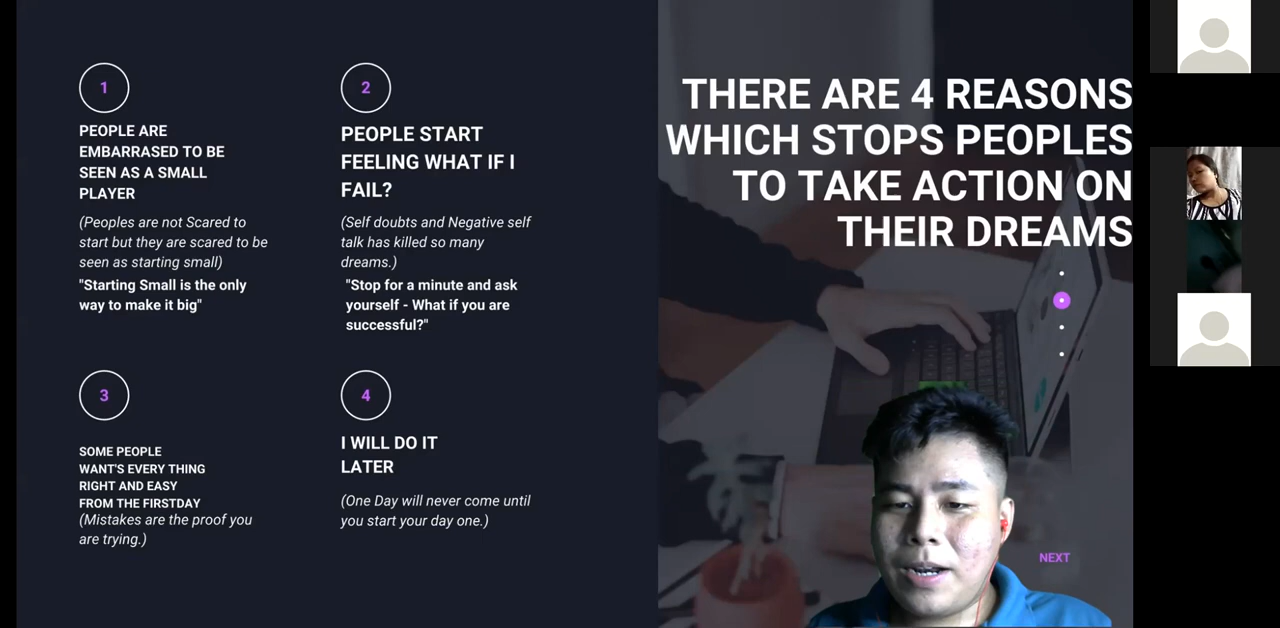 THERE ARE 4 REASONS
WHICH STOPS PEOPLES
TO TAKE ACTION ON
THEIR DREAMS
1
PEOPLE ARE
EMBARRASED TO BE
SEEN AS A SMALL
PLAYER
(Peoples are not Scared to
start but they are scared to be
seen as starting small)
"Starting Small is the only
way to make it big"
2
PEOPLE START
FEELING WHAT IF I
FAIL?
(Self doubts and Negative self
talk has killed so many
dreams.)
"Stop for a minute and ask
yourself - What if you are
successful?"
3
SOME PEOPLE
WANT'S EVERY THING
RIGHT AND EASY
FROM THE FIRSTDAY
(Mistakes are the proof you
are trying.)
4
I WILL DO IT
LATER
(One Day will never come until
you start your day one.)
NEXT